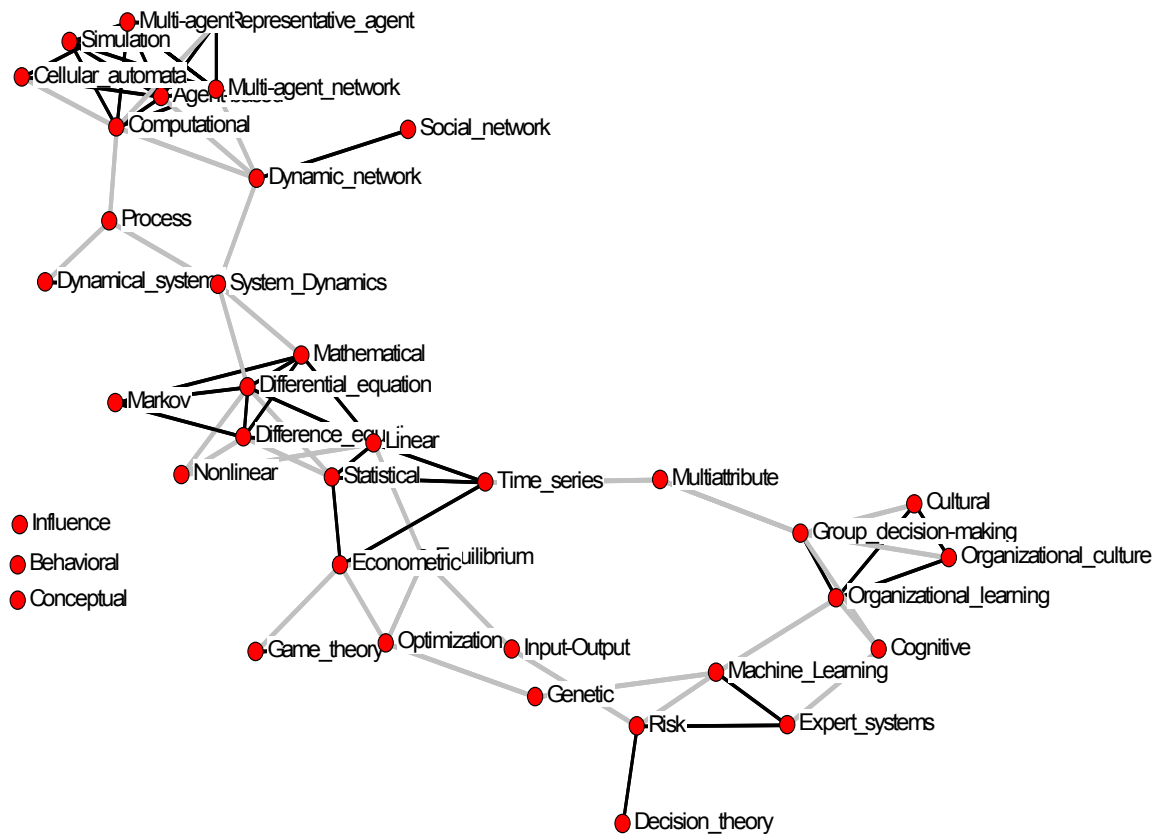 Multi-agent
Representative_agent
Simulation
Cellular_automata
Multi-agent_network
Computational
Social_network
Dynamic_network
Process
Dynamical_system
System_Dynamics
Mathematical
Differential_equation
Markov
Linear
Nonlinear
Statistical
Time_series
Multiattribute
Cultural
Influence
Group_decision-making
Behavioral
Econometric
Organizational_culture
Conceptual
Organizational_learning
Game_theory
Optimization
Input-Output
Cognitive
Machine_Learning
Genetic
Risk
Expert_systems
Decision_theory